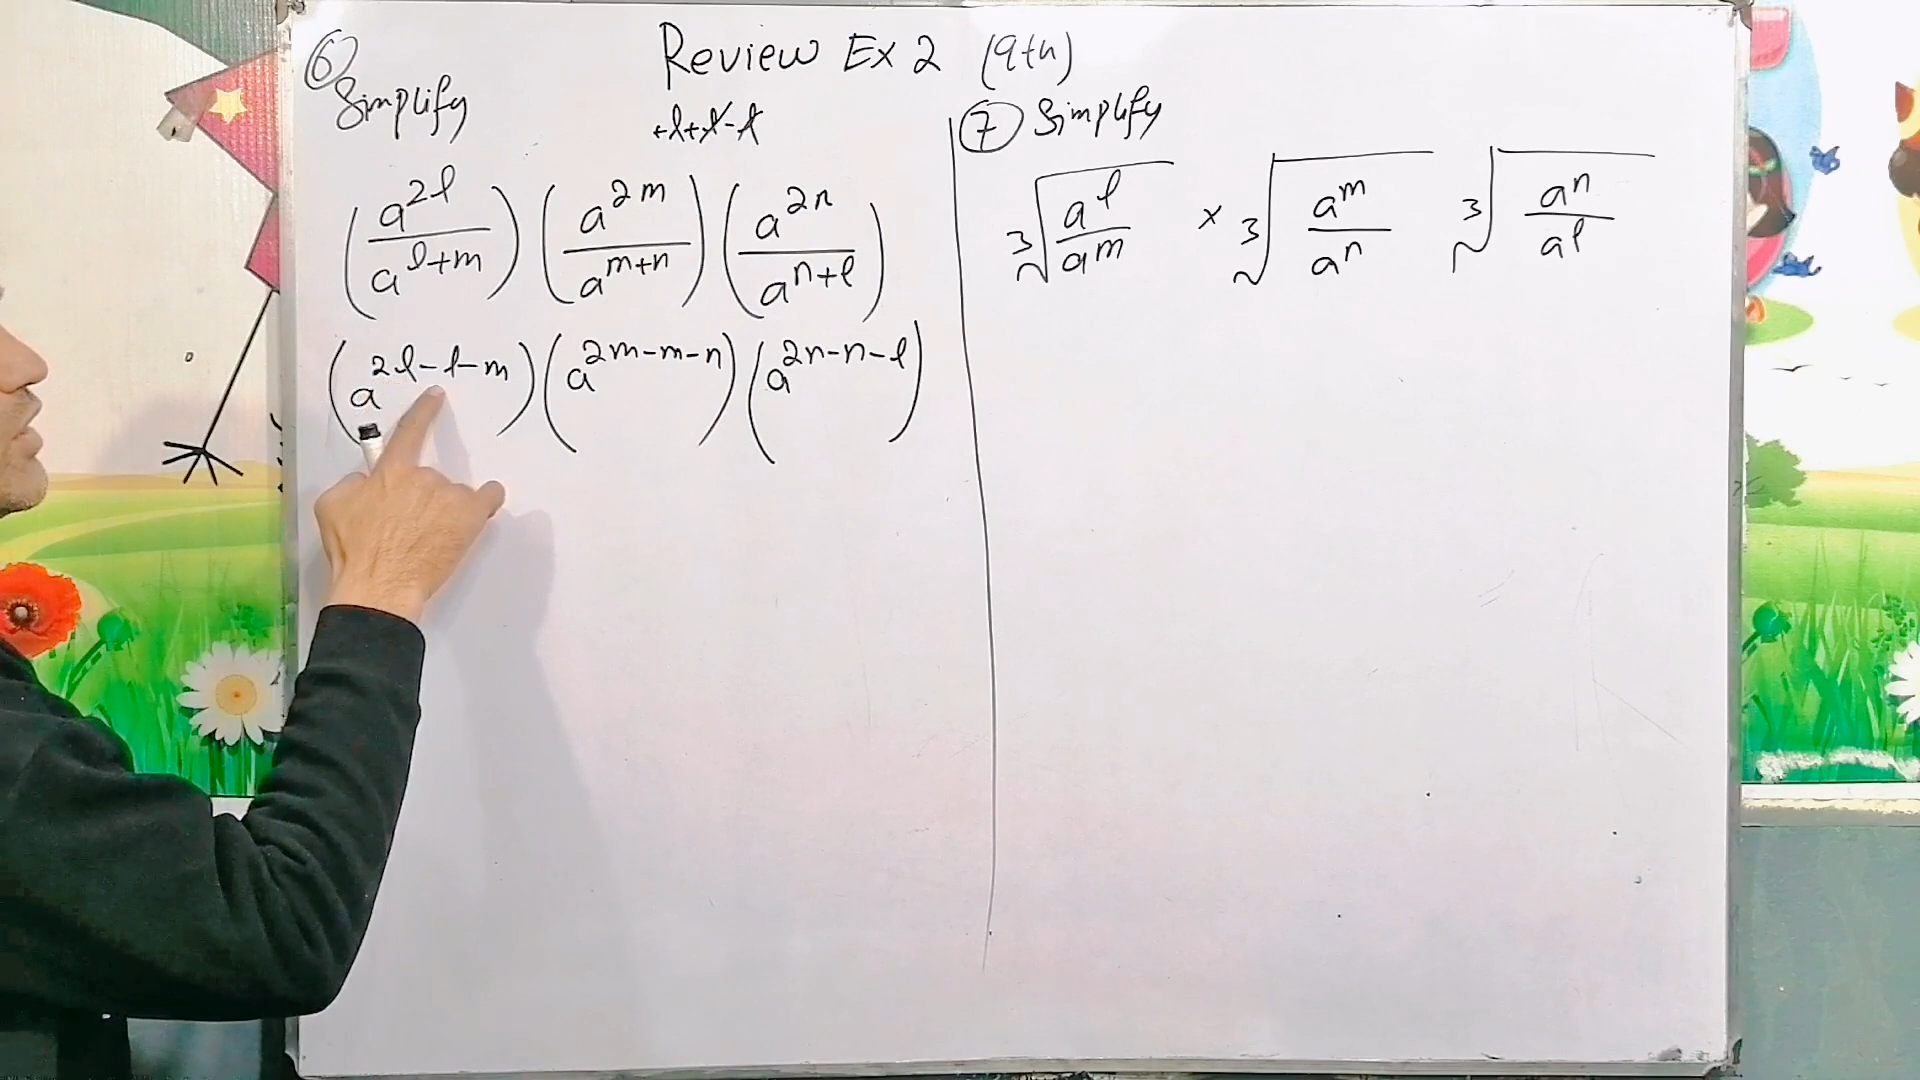 Review Ex 2 (9th)
⑥
Simplify
+l+l-l
(a^{2l}/a^{l+m}) (a^{2m}/a^{m+n}) (a^{2n}/a^{n+l})
(a^{2l-l-m}) (a^{2m-m-n}) (a^{2n-n-l})
⑦ Simplify
∛(a^l/a^m) × ∛(a^m/a^n) ∛(a^n/a^l)